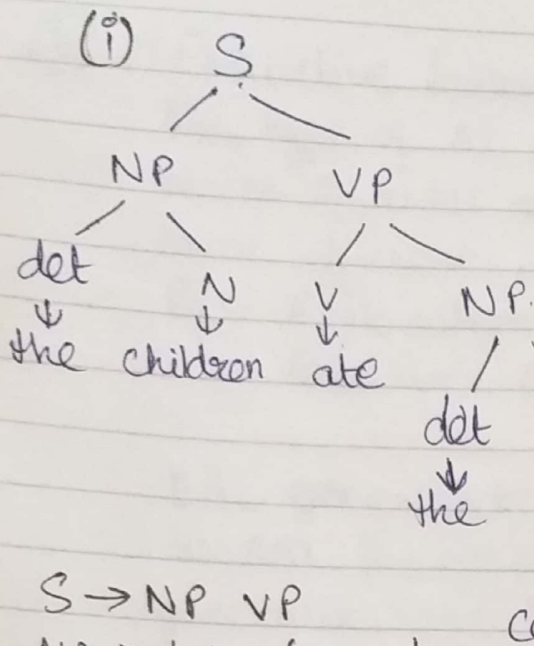 (i) S
NP VP
det N V NP
the children ate
det
the
S → NP VP